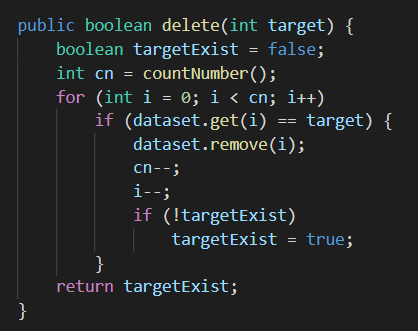 public boolean delete(int target) {
    boolean targetExist = false;
    int cn = countNumber();
    for (int i = 0; i < cn; i++)
        if (dataset.get(i) == target) {
            dataset.remove(i);
            cn--;
            i--;
            if (!targetExist)
                targetExist = true;
        }
    return targetExist;
}